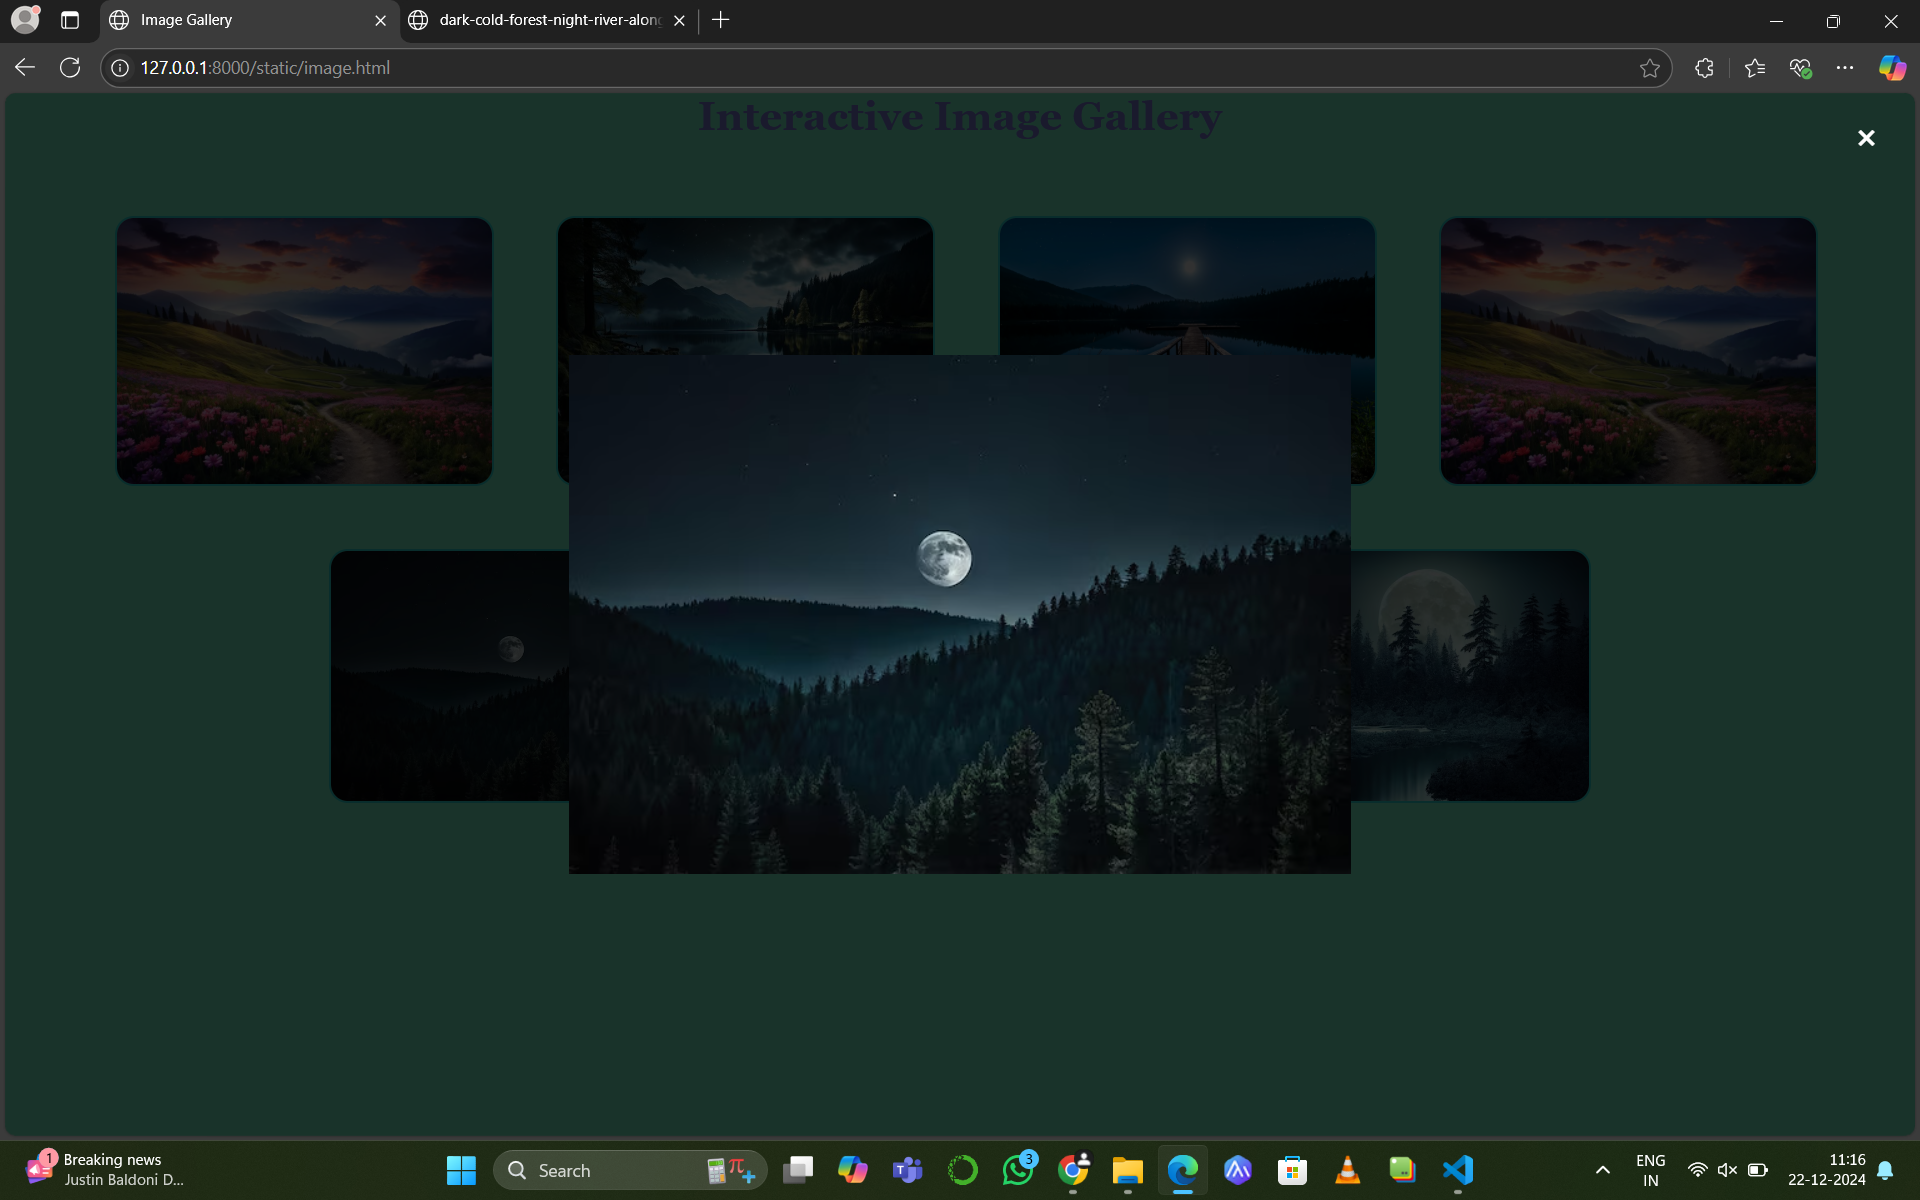 Image Gallery
dark-cold-forest-night-river-along
127.0.0.1:8000/static/image.html
Interactive Image Gallery
1
Breaking news
Justin Baldoni D...
Search
3
ENG
IN
11:16
22-12-2024